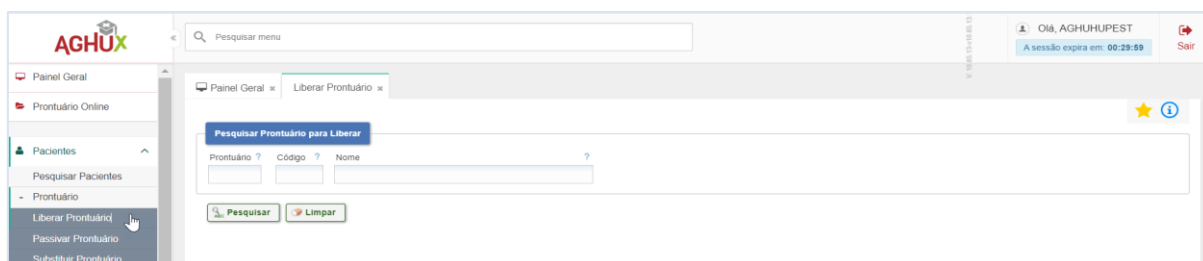 AGHUX
«
Pesquisar menu
Olá, AGHUHUPEST
A sessão expira em: 00:29:59
Sair
Painel Geral
Prontuário Online
Pacientes
Pesquisar Pacientes
- Prontuário
Liberar Prontuário
Passivar Prontuário
Substituir Prontuário
Painel Geral × Liberar Prontuário ×
Pesquisar Prontuário para Liberar
Prontuário ? Código ? Nome ?
Pesquisar Limpar